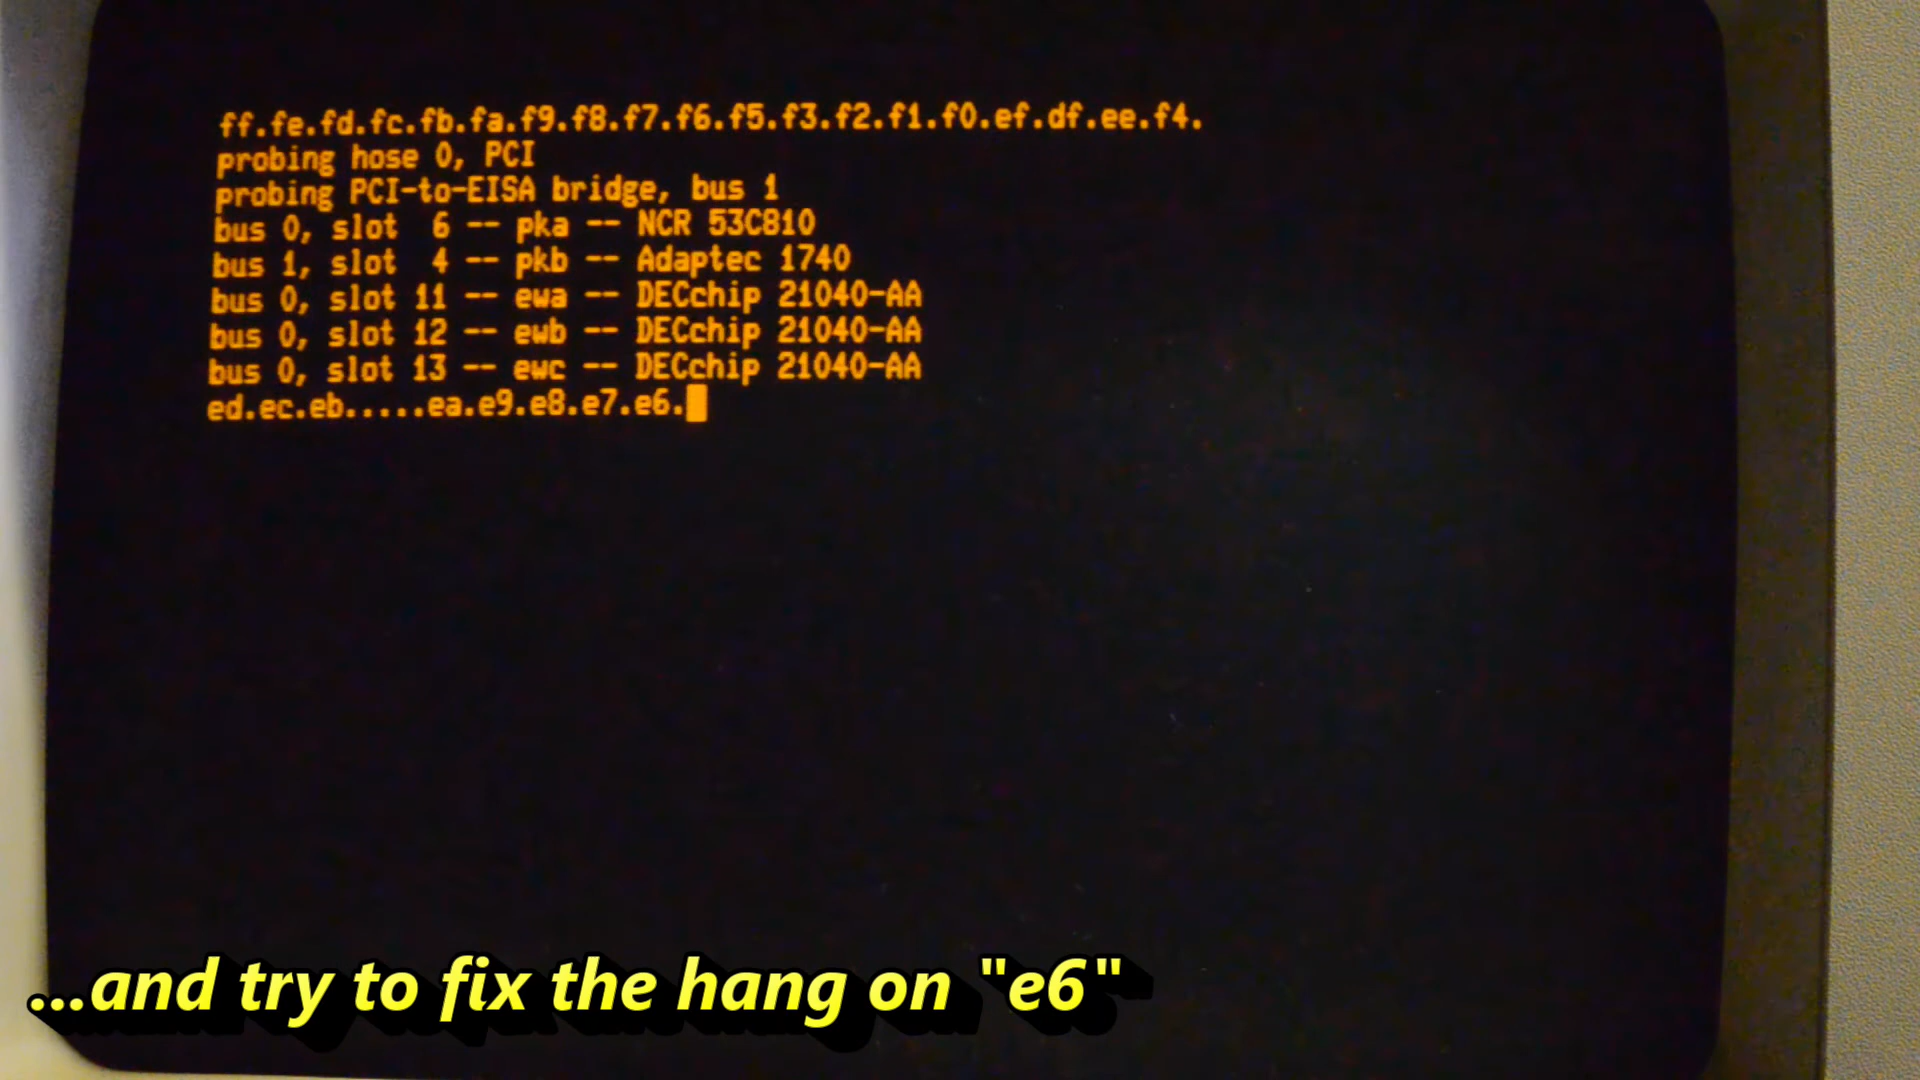 ff.fe.fd.fc.fb.fa.f9.f8.f7.f6.f5.f3.f2.f1.f0.ef.df.ee.f4.
probing hose 0, PCI
probing PCI-to-EISA bridge, bus 1
bus 0, slot  6 -- pka -- NCR 53C810
bus 1, slot  4 -- pkb -- Adaptec 1740
bus 0, slot 11 -- ewa -- DECchip 21040-AA
bus 0, slot 12 -- ewb -- DECchip 21040-AA
bus 0, slot 13 -- ewc -- DECchip 21040-AA
ed.ec.eb.....ea.e9.e8.e7.e6.
...and try to fix the hang on "e6"